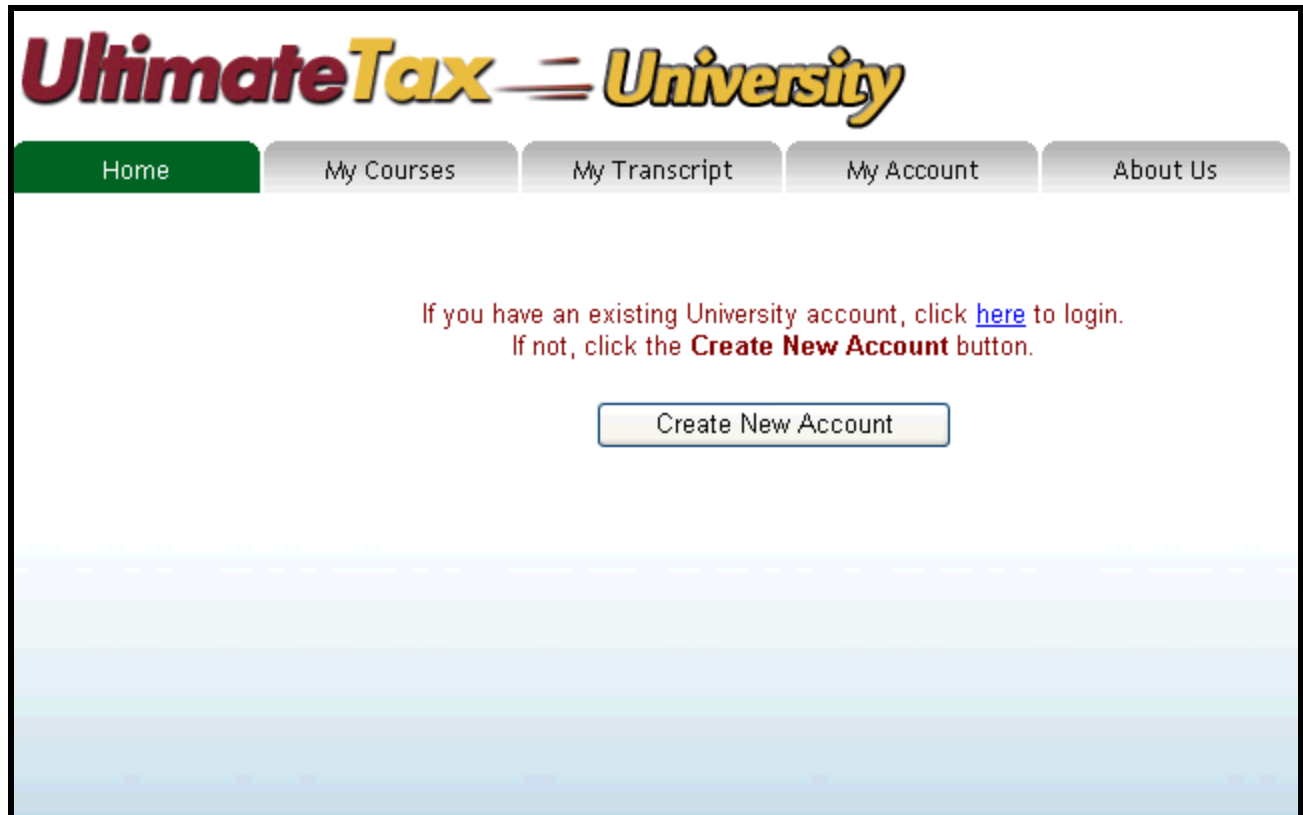 UltimateTax University
Home My Courses My Transcript My Account About Us
If you have an existing University account, click here to login.
If not, click the Create New Account button.
Create New Account